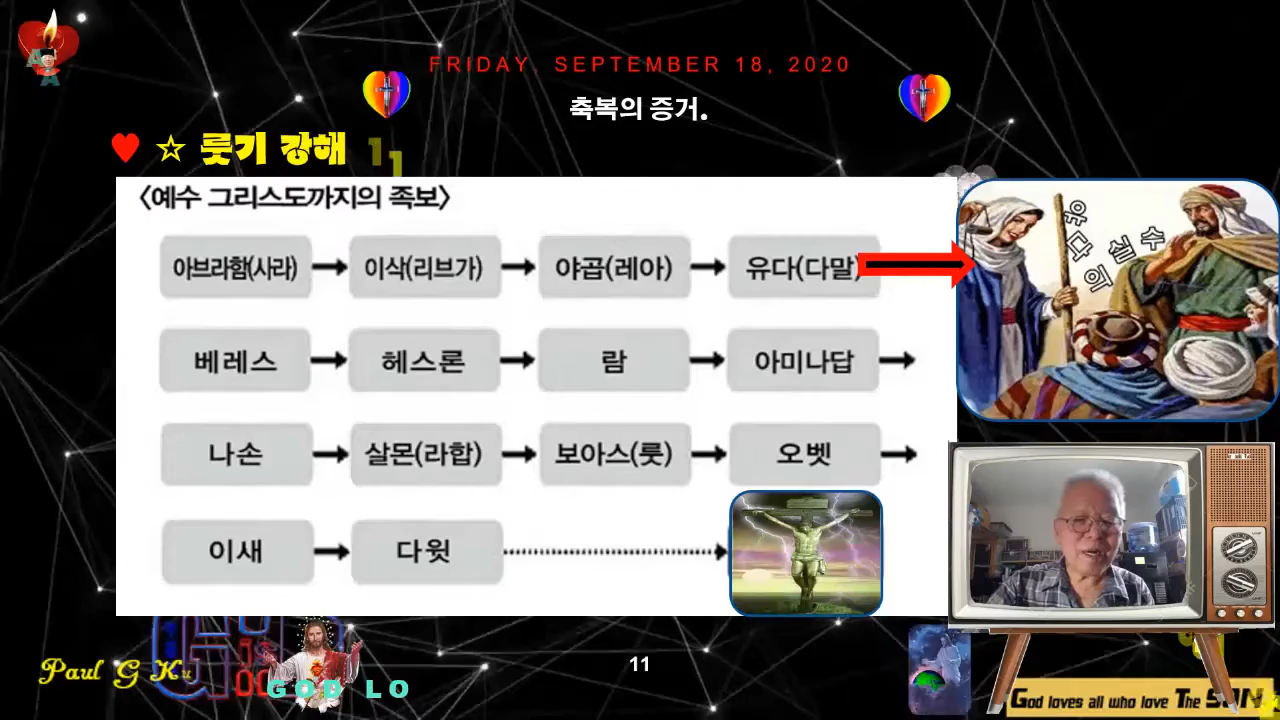 FRIDAY, SEPTEMBER 18, 2020
축복의 증거.
☆ 룻기 강해
11
<예수 그리스도까지의 족보>
아브라함(사라)
이삭(리브가)
야곱(레아)
유다(다말)
유다의 실수
베레스
헤스론
람
아미나답
나손
살몬(라합)
보아스(룻)
오벳
이새
다윗
Paul G Ku
GOD LO
11
God loves all who love The SON